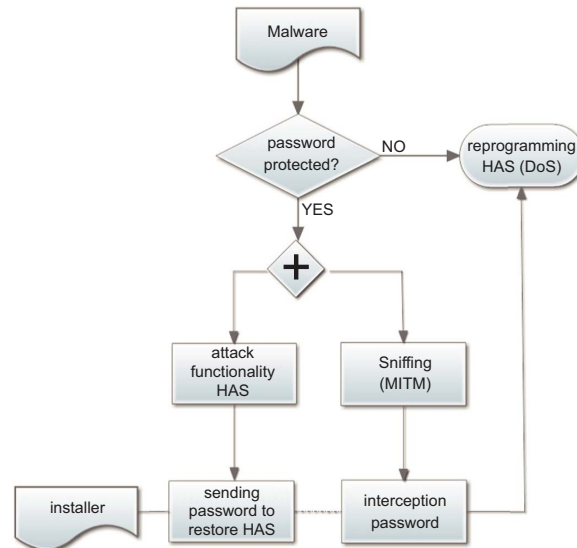 Malware
password
protected?
NO
reprogramming
HAS (DoS)
YES
+
attack
functionality
HAS
Sniffing
(MITM)
installer
sending
password to
restore HAS
interception
password